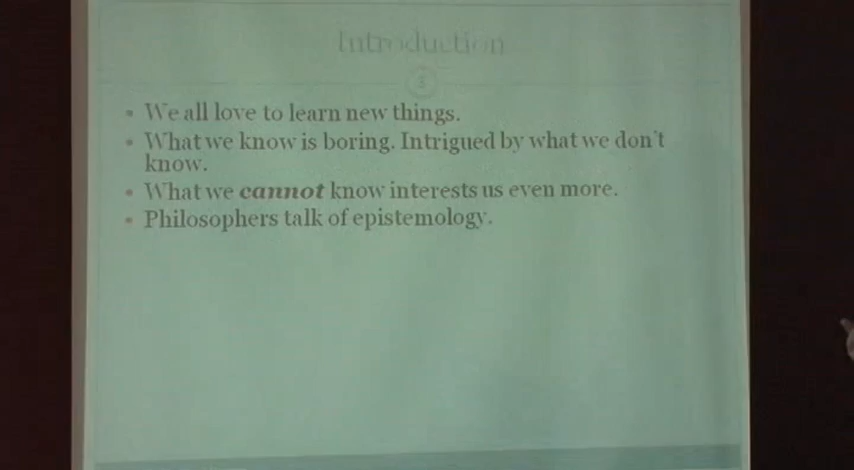 Introduction
• We all love to learn new things.
• What we know is boring. Intrigued by what we don't
know.
• What we cannot know interests us even more.
• Philosophers talk of epistemology.